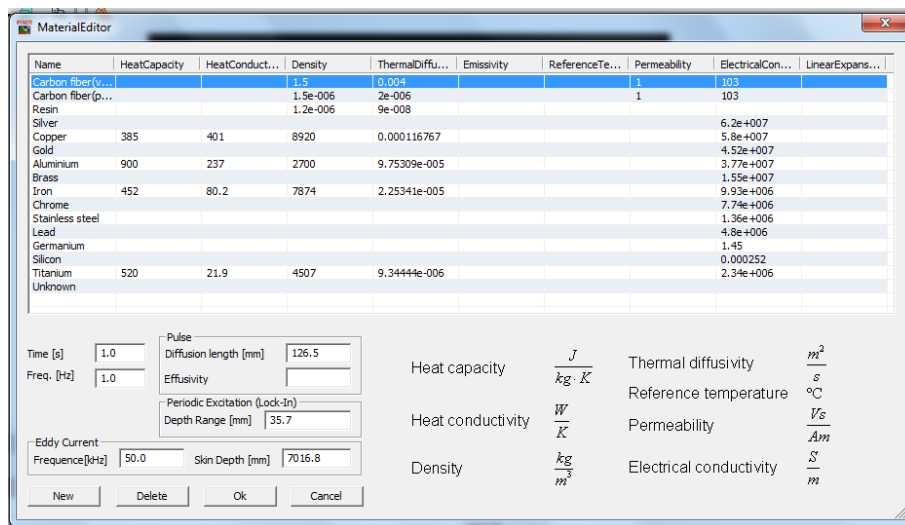 MaterialEditor
Name HeatCapacity HeatConduct... Density ThermalDiffu... Emissivity ReferenceTe... Permeability ElectricalCon... LinearExpans...
Carbon fiber(v... 1.5 0.004 1 103
Carbon fiber(p... 1.5e-006 2e-006 1 103
Resin 1.2e-006 9e-008
Silver 6.2e+007
Copper 385 401 8920 0.000116767 5.8e+007
Gold 4.52e+007
Aluminium 900 237 2700 9.75309e-005 3.77e+007
Brass 1.55e+007
Iron 452 80.2 7874 2.25341e-005 9.93e+006
Chrome 7.74e+006
Stainless steel 1.36e+006
Lead 4.8e+006
Germanium 1.45
Silicon 0.000252
Titanium 520 21.9 4507 9.34444e-006 2.34e+006
Unknown
Time [s] 1.0
Freq. [Hz] 1.0
Pulse
Diffusion length [mm] 126.5
Effusivity
Periodic Excitation (Lock-In)
Depth Range [mm] 35.7
Eddy Current
Frequence[kHz] 50.0 Skin Depth [mm] 7016.8
New Delete Ok Cancel
Heat capacity J / kg· K
Heat conductivity W / K
Density kg / m³
Thermal diffusivity m² / s
Reference temperature °C
Permeability Vs / Am
Electrical conductivity S / m